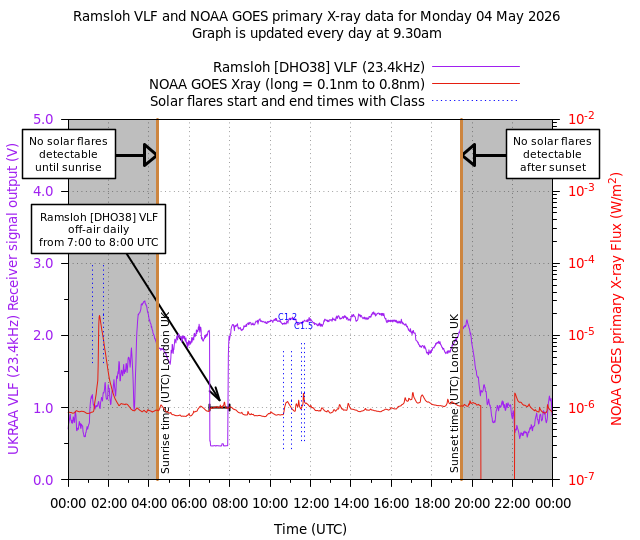 Ramsloh VLF and NOAA GOES primary X-ray data for Monday 04 May 2026
Graph is updated every day at 9.30am
Ramsloh [DHO38] VLF (23.4kHz)
NOAA GOES Xray (long = 0.1nm to 0.8nm)
Solar flares start and end times with Class
5.0
4.0
3.0
2.0
1.0
0.0
UKRAA VLF (23.4kHz) Receiver signal output (V)
No solar flares
detectable
until sunrise
Ramsloh [DHO38] VLF
off-air daily
from 7:00 to 8:00 UTC
Sunrise time (UTC) London UK
C1.2
C1.5
Sunset time (UTC) London UK
No solar flares
detectable
after sunset
10-2
10-3
10-4
10-5
10-6
10-7
NOAA GOES primary X-ray Flux (W/m2)
00:00 02:00 04:00 06:00 08:00 10:00 12:00 14:00 16:00 18:00 20:00 22:00 00:00
Time (UTC)